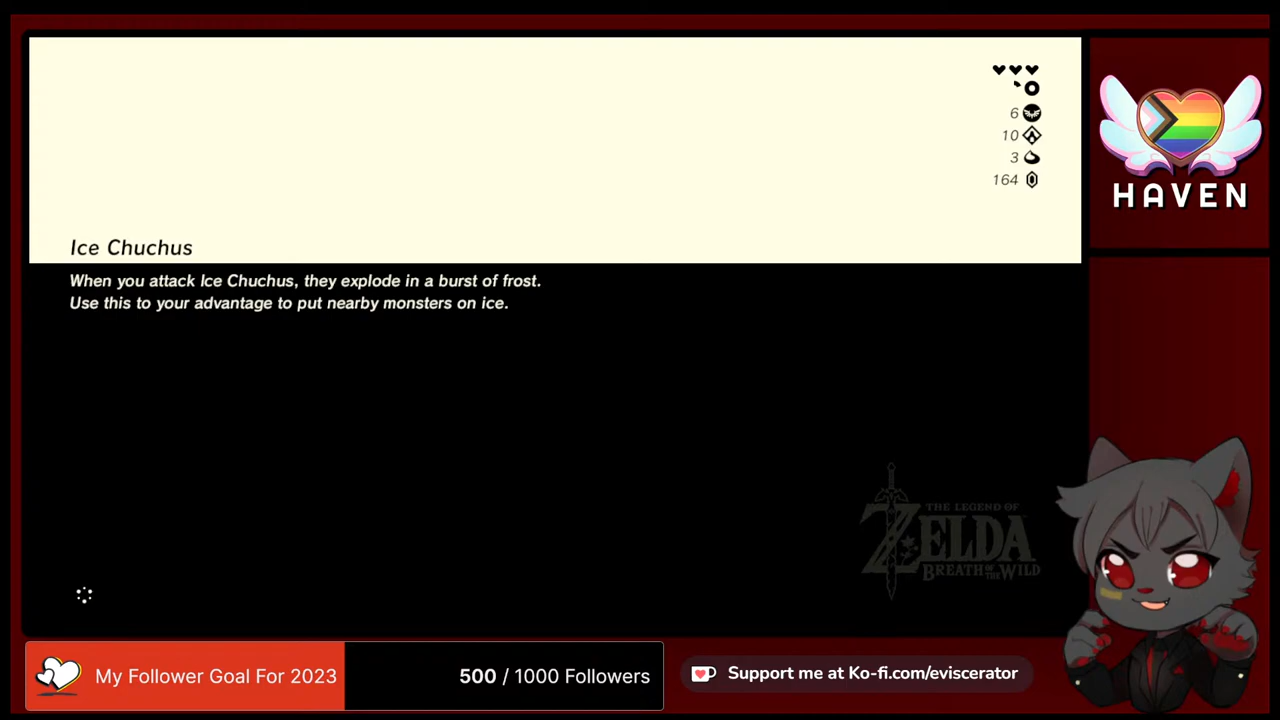 6
10
3
164
HAVEN
Ice Chuchus
When you attack Ice Chuchus, they explode in a burst of frost.
Use this to your advantage to put nearby monsters on ice.
THE LEGEND OF
ZELDA
BREATH OF THE WILD
My Follower Goal For 2023 500 / 1000 Followers
Support me at Ko-fi.com/eviscerator